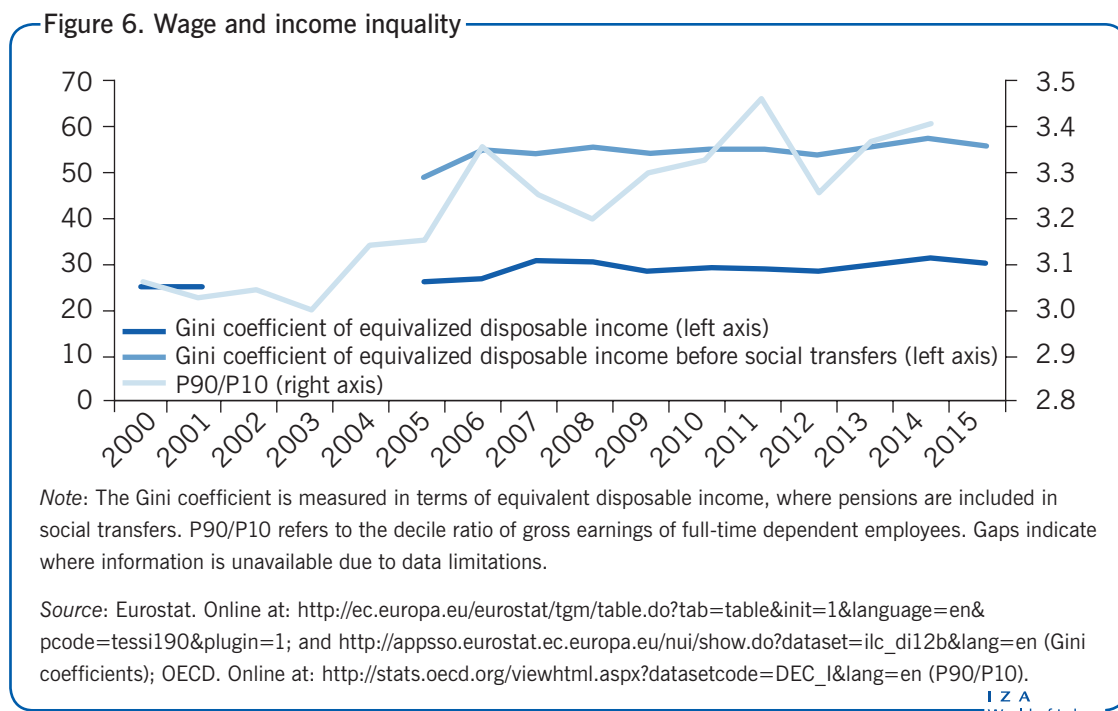 Figure 6. Wage and income inquality
70
60
50
40
30
20
10
0
3.5
3.4
3.3
3.2
3.1
3.0
2.9
2.8
Gini coefficient of equivalized disposable income (left axis)
Gini coefficient of equivalized disposable income before social transfers (left axis)
P90/P10 (right axis)
2000
2001
2002
2003
2004
2005
2006
2007
2008
2009
2010
2011
2012
2013
2014
2015
Note: The Gini coefficient is measured in terms of equivalent disposable income, where pensions are included in
social transfers. P90/P10 refers to the decile ratio of gross earnings of full-time dependent employees. Gaps indicate
where information is unavailable due to data limitations.
Source: Eurostat. Online at: http://ec.europa.eu/eurostat/tgm/table.do?tab=table&init=1&language=en&
pcode=tessi190&plugin=1; and http://appsso.eurostat.ec.europa.eu/nui/show.do?dataset=ilc_di12b&lang=en (Gini
coefficients); OECD. Online at: http://stats.oecd.org/viewhtml.aspx?datasetcode=DEC_I&lang=en (P90/P10).
I Z A